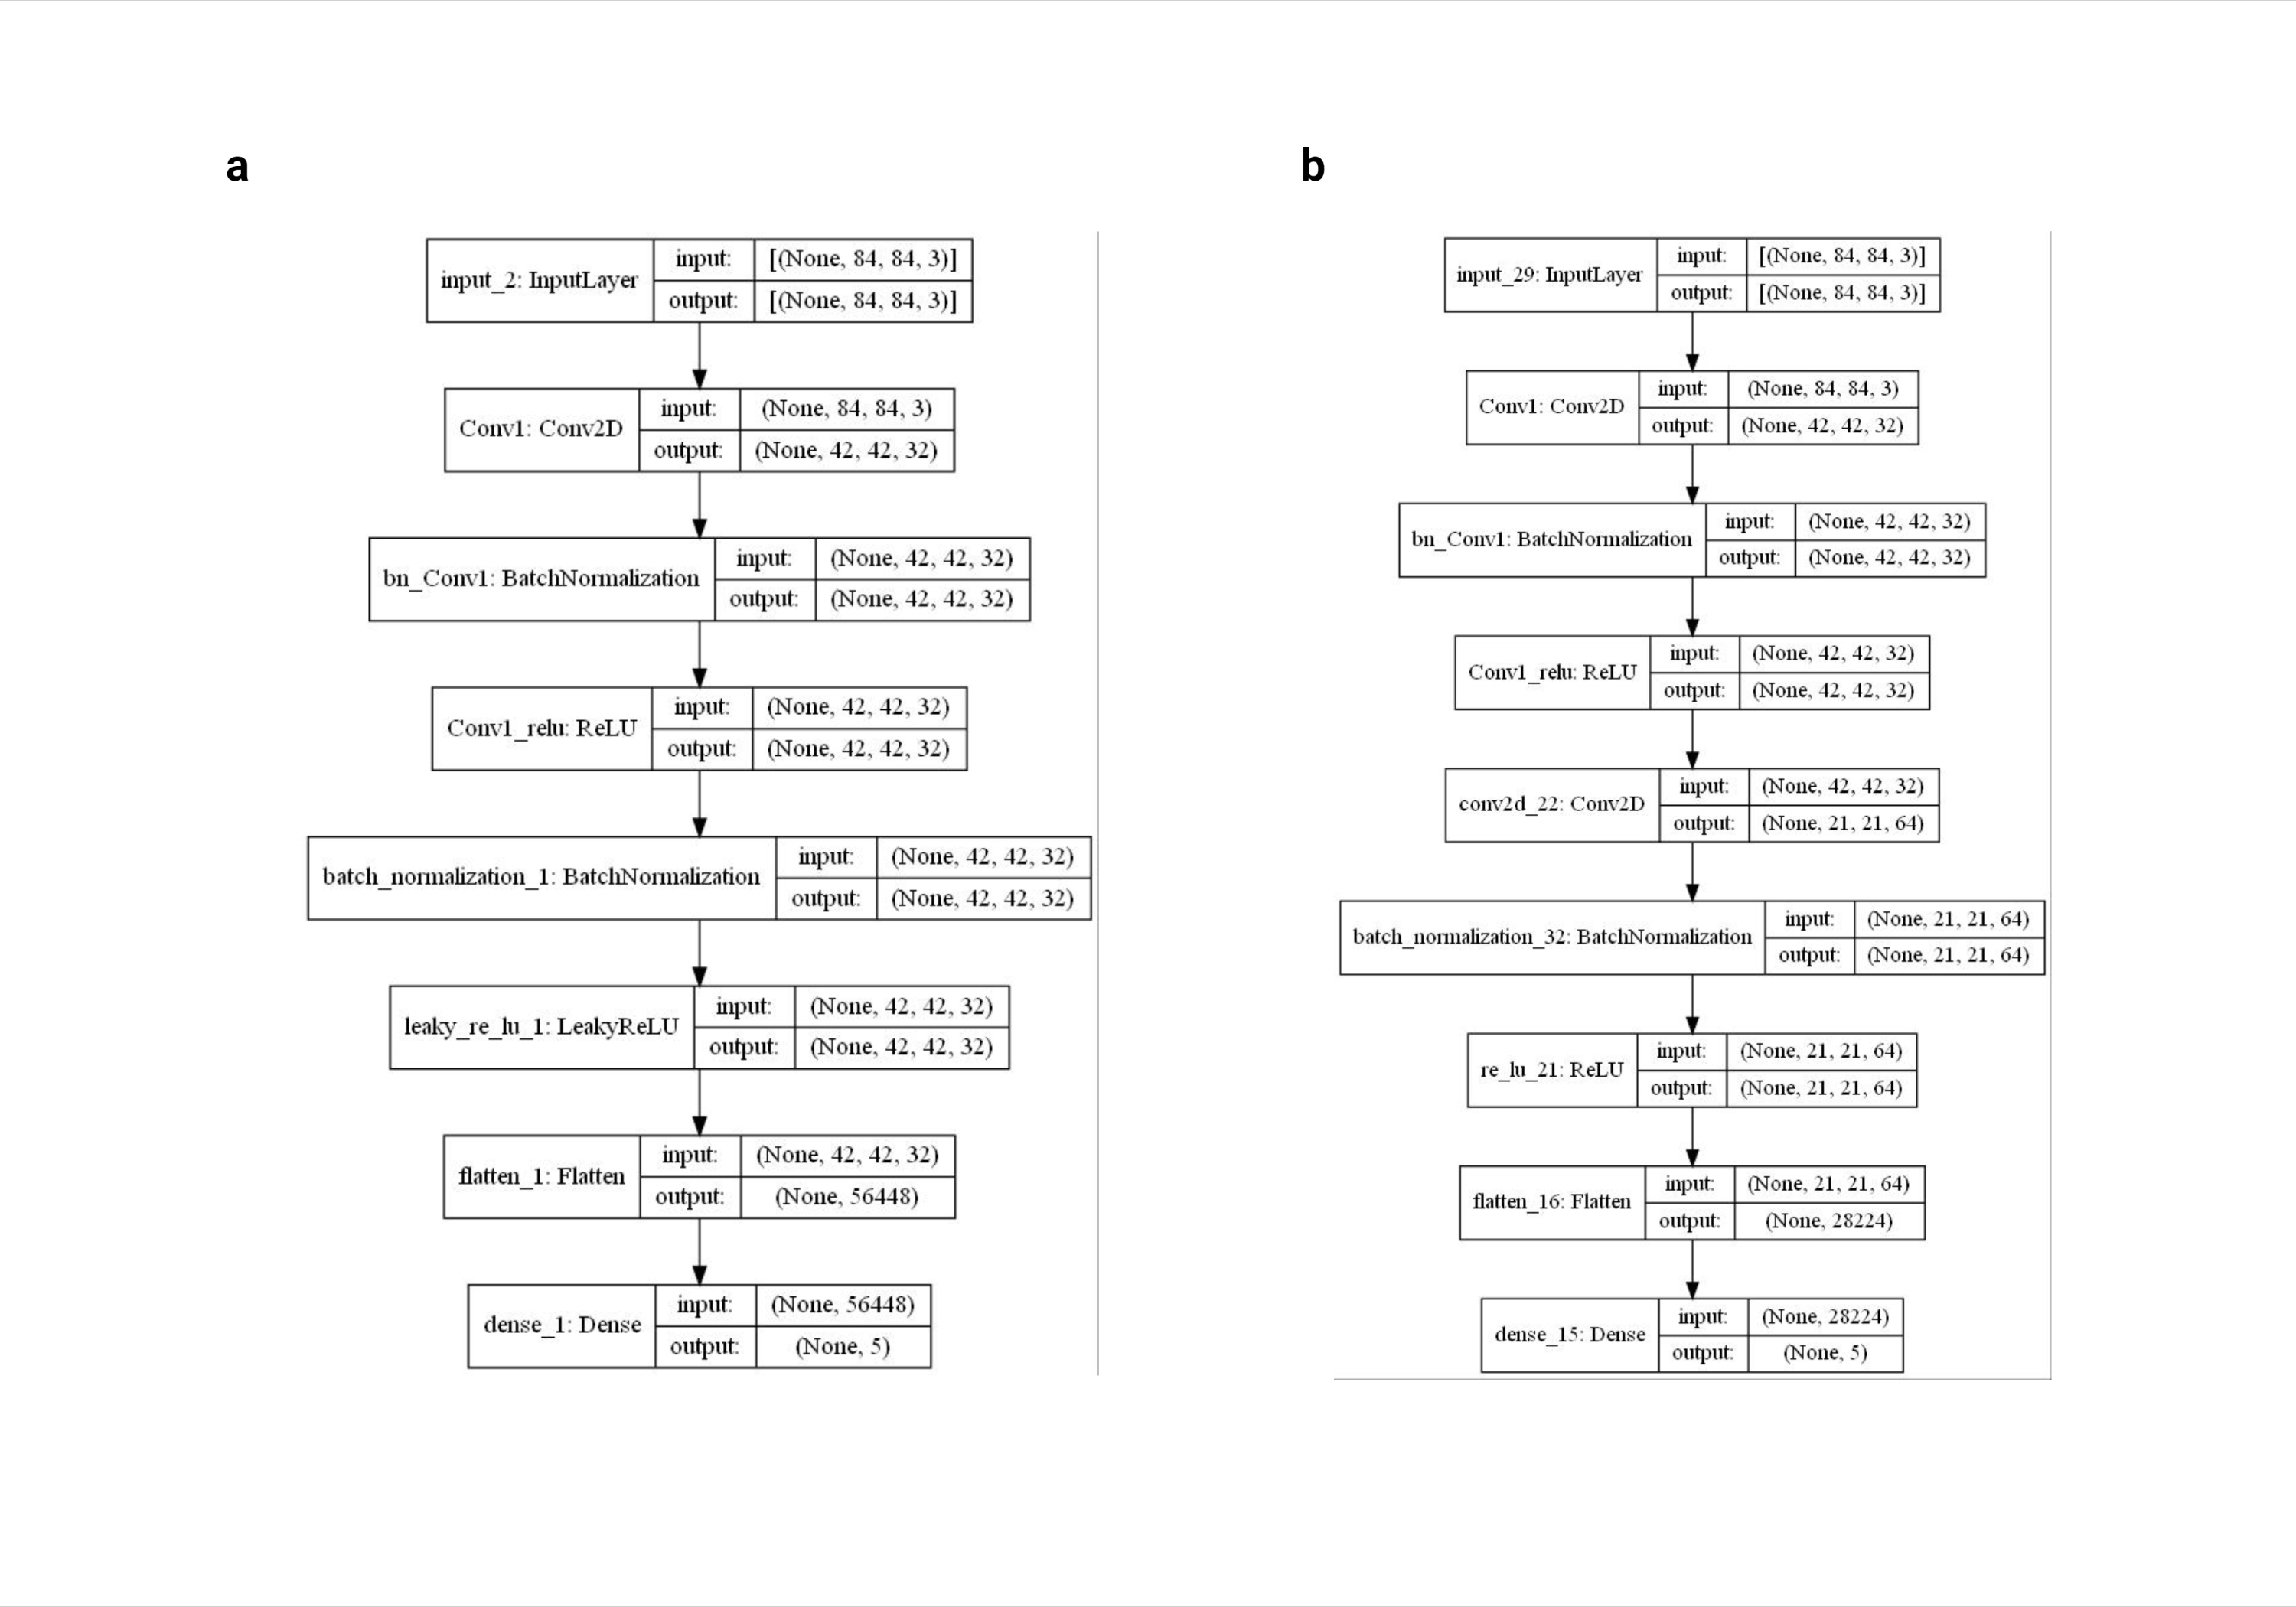 a
input_2: InputLayer
input:
[(None, 84, 84, 3)]
output:
[(None, 84, 84, 3)]
Conv1: Conv2D
input:
(None, 84, 84, 3)
output:
(None, 42, 42, 32)
bn_Conv1: BatchNormalization
input:
(None, 42, 42, 32)
output:
(None, 42, 42, 32)
Conv1_relu: ReLU
input:
(None, 42, 42, 32)
output:
(None, 42, 42, 32)
batch_normalization_1: BatchNormalization
input:
(None, 42, 42, 32)
output:
(None, 42, 42, 32)
leaky_re_lu_1: LeakyReLU
input:
(None, 42, 42, 32)
output:
(None, 42, 42, 32)
flatten_1: Flatten
input:
(None, 42, 42, 32)
output:
(None, 56448)
dense_1: Dense
input:
(None, 56448)
output:
(None, 5)
b
input_29: InputLayer
input:
[(None, 84, 84, 3)]
output:
[(None, 84, 84, 3)]
Conv1: Conv2D
input:
(None, 84, 84, 3)
output:
(None, 42, 42, 32)
bn_Conv1: BatchNormalization
input:
(None, 42, 42, 32)
output:
(None, 42, 42, 32)
Conv1_relu: ReLU
input:
(None, 42, 42, 32)
output:
(None, 42, 42, 32)
conv2d_22: Conv2D
input:
(None, 42, 42, 32)
output:
(None, 21, 21, 64)
batch_normalization_32: BatchNormalization
input:
(None, 21, 21, 64)
output:
(None, 21, 21, 64)
re_lu_21: ReLU
input:
(None, 21, 21, 64)
output:
(None, 21, 21, 64)
flatten_16: Flatten
input:
(None, 21, 21, 64)
output:
(None, 28224)
dense_15: Dense
input:
(None, 28224)
output:
(None, 5)